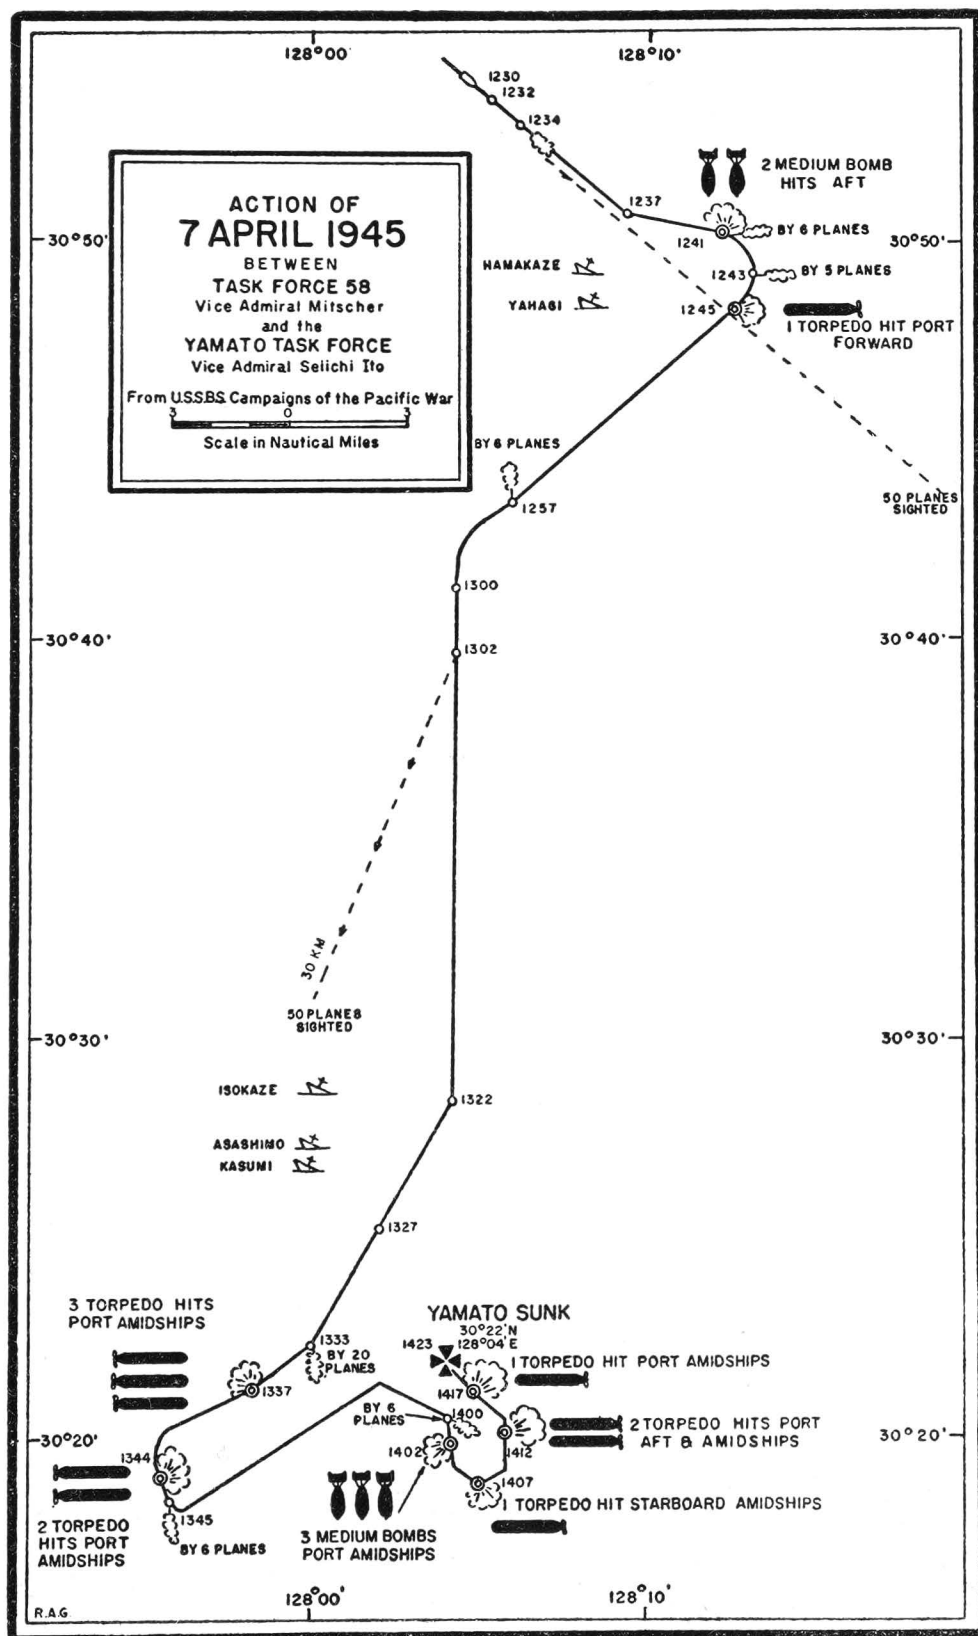 128°00'
128°10'
1230
1232
1234
2 MEDIUM BOMB
HITS AFT
ACTION OF
7 APRIL 1945
BETWEEN
TASK FORCE 58
Vice Admiral Mitscher
and the
YAMATO TASK FORCE
Vice Admiral Seiichi Ito
From U.S.S.B.S. Campaigns of the Pacific War
3 0 3
Scale in Nautical Miles
1237
30°50'
1241
BY 6 PLANES
30°50'
HAMAKAZE
1243
BY 5 PLANES
YAHAGI
1245
1 TORPEDO HIT PORT
FORWARD
BY 6 PLANES
1257
50 PLANES
SIGHTED
1300
30°40'
1302
30°40'
30 KM
50 PLANES
SIGHTED
30°30'
30°30'
ISOKAZE
1322
ASASHIMO
KASUMI
1327
3 TORPEDO HITS
PORT AMIDSHIPS
1333
BY 20
PLANES
1337
YAMATO SUNK
30°22'N
128°04'E
1423
1 TORPEDO HIT PORT AMIDSHIPS
1417
BY 6
PLANES
1400
2 TORPEDO HITS PORT
AFT & AMIDSHIPS
30°20'
1402
1412
30°20'
1344
1407
1 TORPEDO HIT STARBOARD AMIDSHIPS
1345
2 TORPEDO
HITS PORT
AMIDSHIPS
BY 6 PLANES
3 MEDIUM BOMBS
PORT AMIDSHIPS
128°00'
128°10'
R.A.G.